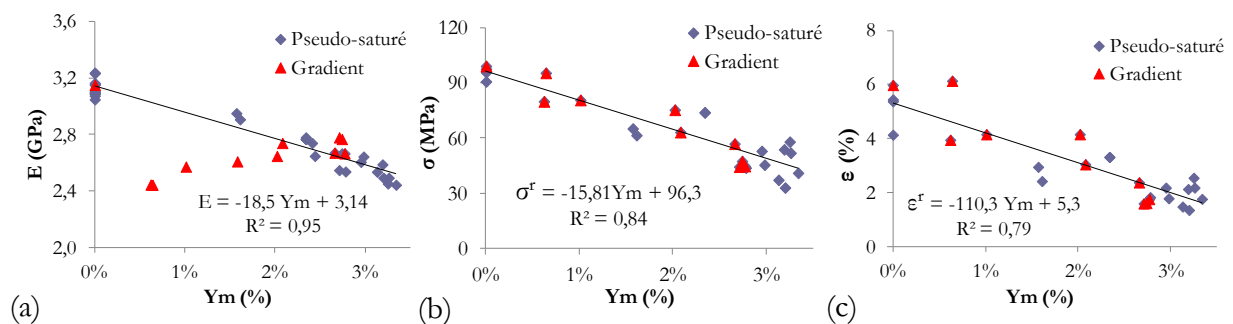 3,6
3,2
2,8
2,4
2,0
E (GPa)
Pseudo-saturé
Gradient
E = -18,5 Ym + 3,14
R² = 0,95
0%
1%
2%
3%
Ym (%)
(a)
120
90
60
30
0
σ (MPa)
Pseudo-saturé
Gradient
σʳ = -15,81Ym + 96,3
R² = 0,84
0%
1%
2%
3%
Ym (%)
(b)
8
6
4
2
0
ε (%)
Pseudo-saturé
Gradient
εʳ = -110,3 Ym + 5,3
R² = 0,79
0%
1%
2%
3%
Ym (%)
(c)